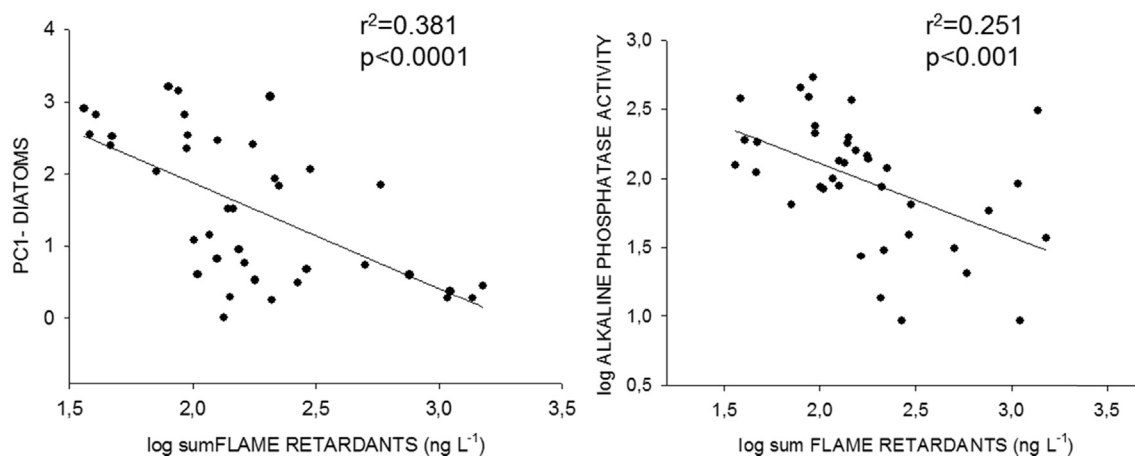 r²=0.381
p<0.0001
4
3
2
1
0
PC1- DIATOMS
1,5
2,0
2,5
3,0
3,5
log sumFLAME RETARDANTS (ng L⁻¹)
r²=0.251
p<0.001
3,0
2,5
2,0
1,5
1,0
0,5
log ALKALINE PHOSPHATASE ACTIVITY
1,5
2,0
2,5
3,0
3,5
log sum FLAME RETARDANTS (ng L⁻¹)